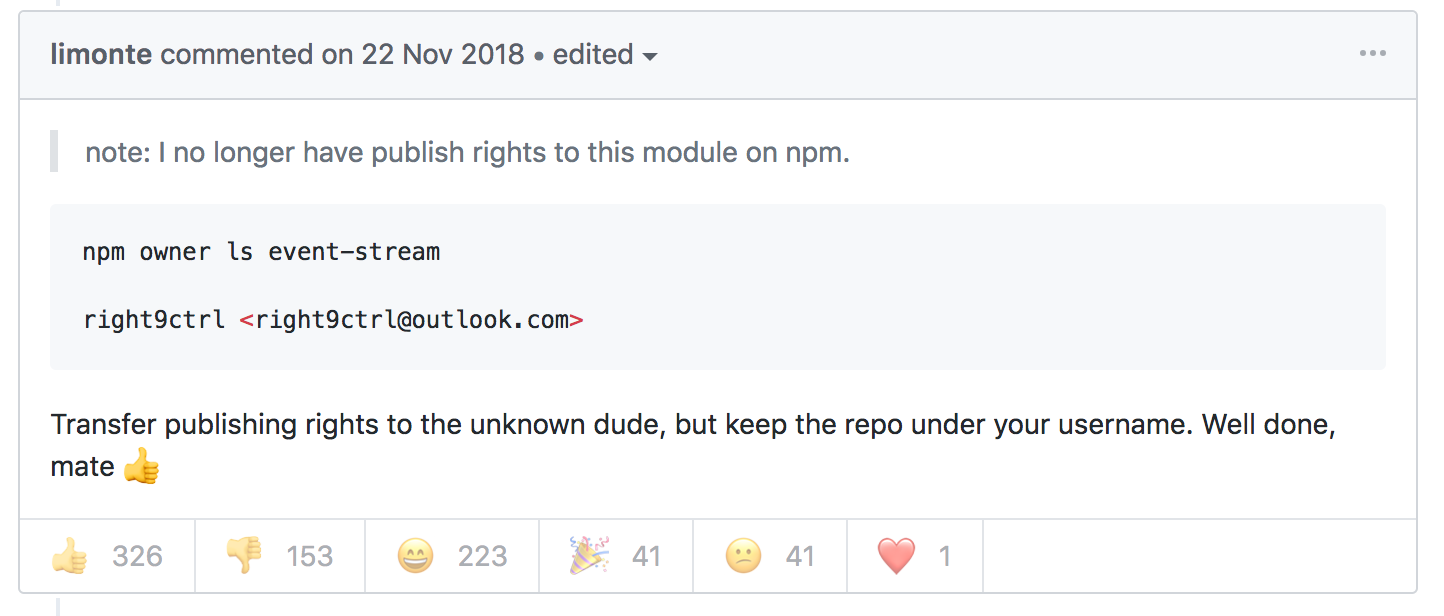 limonte commented on 22 Nov 2018 • edited
note: I no longer have publish rights to this module on npm.
npm owner ls event-stream
right9ctrl <right9ctrl@outlook.com>
Transfer publishing rights to the unknown dude, but keep the repo under your username. Well done,
mate 👍
👍 326 👎 153 😄 223 🎉 41 😕 41 ❤️ 1